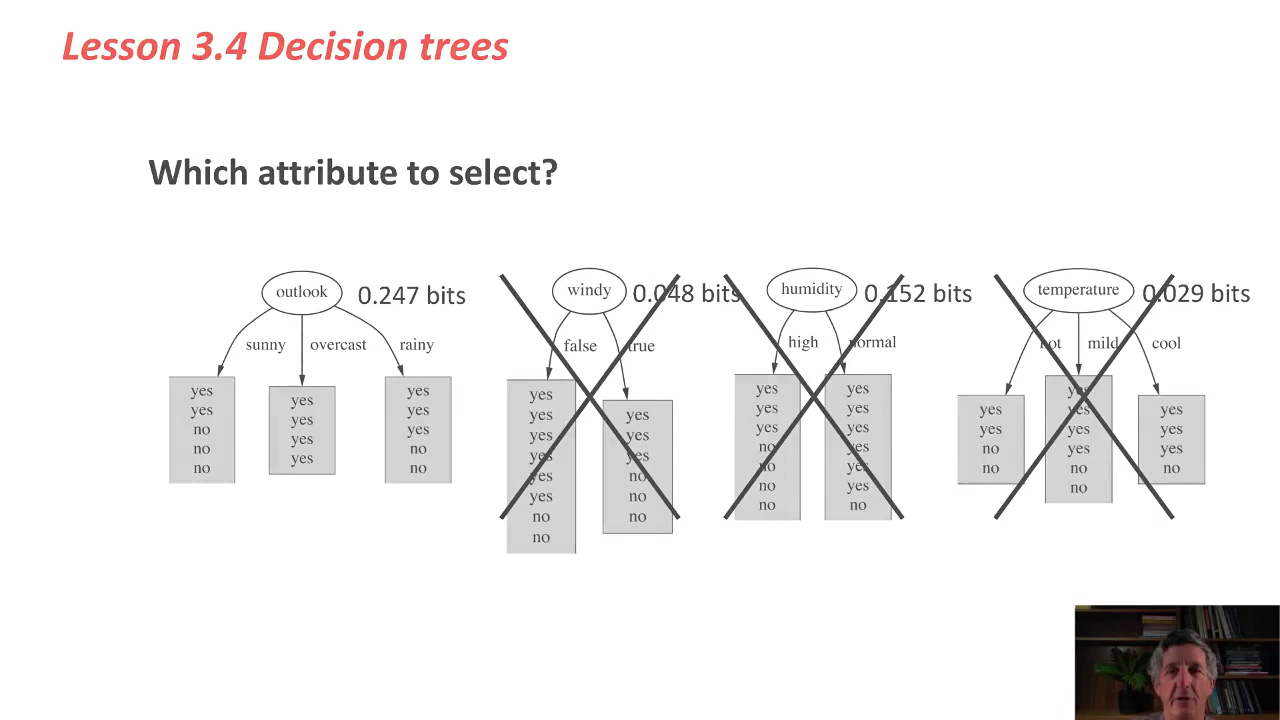 Lesson 3.4 Decision trees
Which attribute to select?
outlook 0.247 bits
sunny overcast rainy
yes
yes
no
no
no
yes
yes
yes
yes
yes
yes
yes
no
no
windy 0.048 bits
false true
yes
yes
yes
yes
yes
yes
no
no
yes
yes
yes
no
no
no
humidity 0.152 bits
high normal
yes
yes
yes
no
no
no
no
yes
yes
yes
yes
yes
yes
no
temperature 0.029 bits
hot mild cool
yes
yes
no
no
yes
yes
yes
yes
no
no
yes
yes
yes
no